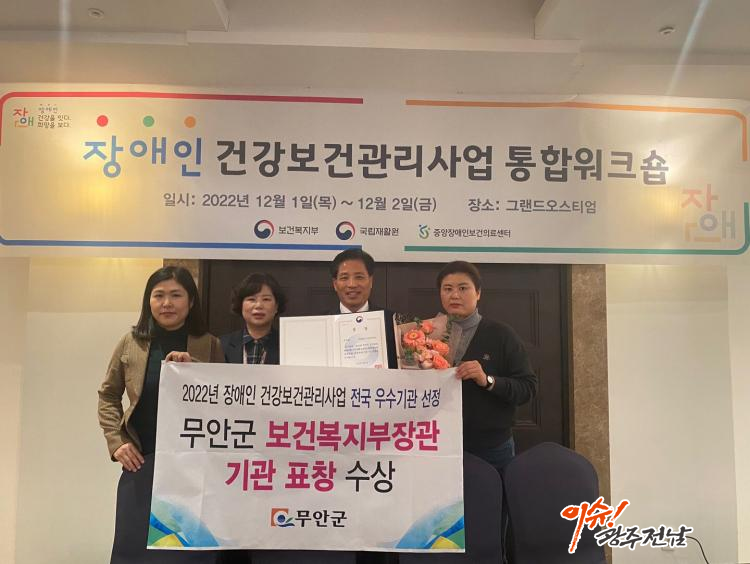 장애
인
장애인
건강을 잇다.
희망을 보다.
장애인 건강보건관리사업 통합워크숍
일시: 2022년 12월 1일(목) ~ 12월 2일(금) 장소: 그랜드오스티엄
보건복지부 국립재활원 중앙장애인보건의료센터
장애
인
2022년 장애인 건강보건관리사업 전국 우수기관 선정
무안군 보건복지부장관
기관 표창 수상
무안군
이슈!
광주전남